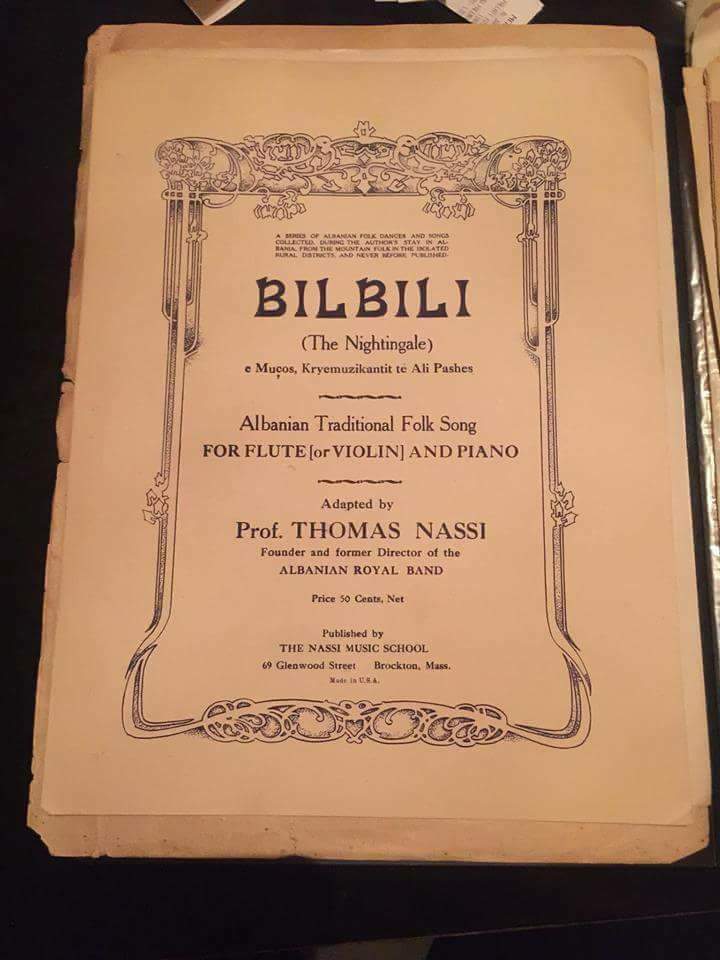 A SERIES OF ALBANIAN FOLK DANCES AND SONGS
COLLECTED, DURING THE AUTHOR'S STAY IN AL-
BANIA, FROM THE MOUNTAIN FOLK IN THE ISOLATED
RURAL DISTRICTS, AND NEVER BEFORE PUBLISHED.
BILBILI
(The Nightingale)
e Muços, Kryemuzikantit të Ali Pashes
Albanian Traditional Folk Song
FOR FLUTE [or VIOLIN] AND PIANO
Adapted by
Prof. THOMAS NASSI
Founder and former Director of the
ALBANIAN ROYAL BAND
Price 50 Cents, Net
Published by
THE NASSI MUSIC SCHOOL
69 Glenwood Street Brockton, Mass.
Made in U.S.A.